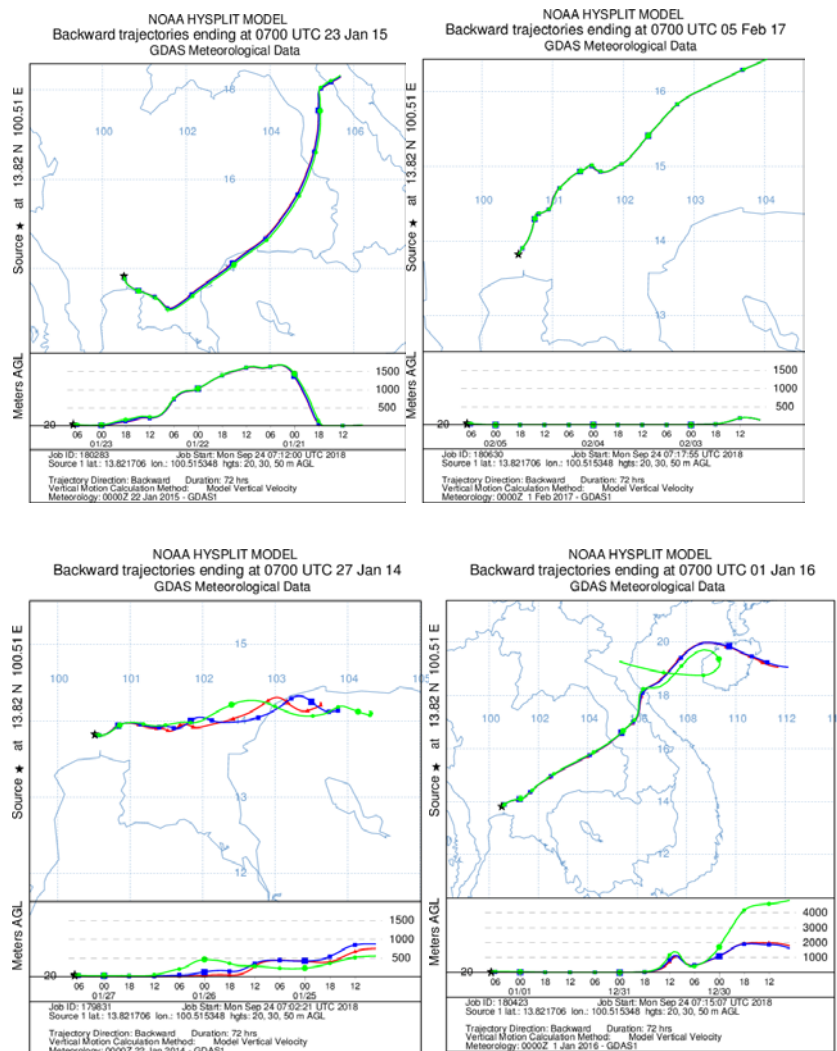 NOAA HYSPLIT MODEL
Backward trajectories ending at 0700 UTC 23 Jan 15
GDAS Meteorological Data
Source ★ at 13.82 N 100.51 E
18
100
102
104
106
16
Meters AGL
1500
1000
500
20
06 00 18 12 06 00 18 12 06 00 18 12
01/23 01/22 01/21
Job ID: 180283 Job Start: Mon Sep 24 07:12:00 UTC 2018
Source 1 lat.: 13.821706 lon.: 100.515348 hgts: 20, 30, 50 m AGL
Trajectory Direction: Backward Duration: 72 hrs
Vertical Motion Calculation Method: Model Vertical Velocity
Meteorology: 0000Z 22 Jan 2015 - GDAS1
NOAA HYSPLIT MODEL
Backward trajectories ending at 0700 UTC 05 Feb 17
GDAS Meteorological Data
Source ★ at 13.82 N 100.51 E
16
100
101
102
103
104
15
14
13
Meters AGL
1500
1000
500
20
06 00 18 12 06 00 18 12 06 00 18 12
02/05 02/04 02/03
Job ID: 180630 Job Start: Mon Sep 24 07:17:55 UTC 2018
Source 1 lat.: 13.821706 lon.: 100.515348 hgts: 20, 30, 50 m AGL
Trajectory Direction: Backward Duration: 72 hrs
Vertical Motion Calculation Method: Model Vertical Velocity
Meteorology: 0000Z 1 Feb 2017 - GDAS1
NOAA HYSPLIT MODEL
Backward trajectories ending at 0700 UTC 27 Jan 14
GDAS Meteorological Data
Source ★ at 13.82 N 100.51 E
15
100
101
102
103
104
13
12
Meters AGL
1500
1000
500
20
06 00 18 12 06 00 18 12 06 00 18 12
01/27 01/26 01/25
Job ID: 179831 Job Start: Mon Sep 24 07:02:21 UTC 2018
Source 1 lat.: 13.821706 lon.: 100.515348 hgts: 20, 30, 50 m AGL
Trajectory Direction: Backward Duration: 72 hrs
Vertical Motion Calculation Method: Model Vertical Velocity
Meteorology: 0000Z 22 Jan 2014 - GDAS1
NOAA HYSPLIT MODEL
Backward trajectories ending at 0700 UTC 01 Jan 16
GDAS Meteorological Data
Source ★ at 13.82 N 100.51 E
20
18
100
102
104
106
108
110
112
16
14
Meters AGL
4000
3000
2000
1000
20
06 00 18 12 06 00 18 12 06 00 18 12 06
01/01 12/31 12/30
Job ID: 180423 Job Start: Mon Sep 24 07:15:07 UTC 2018
Source 1 lat.: 13.821706 lon.: 100.515348 hgts: 20, 30, 50 m AGL
Trajectory Direction: Backward Duration: 72 hrs
Vertical Motion Calculation Method: Model Vertical Velocity
Meteorology: 0000Z 1 Jan 2016 - GDAS1